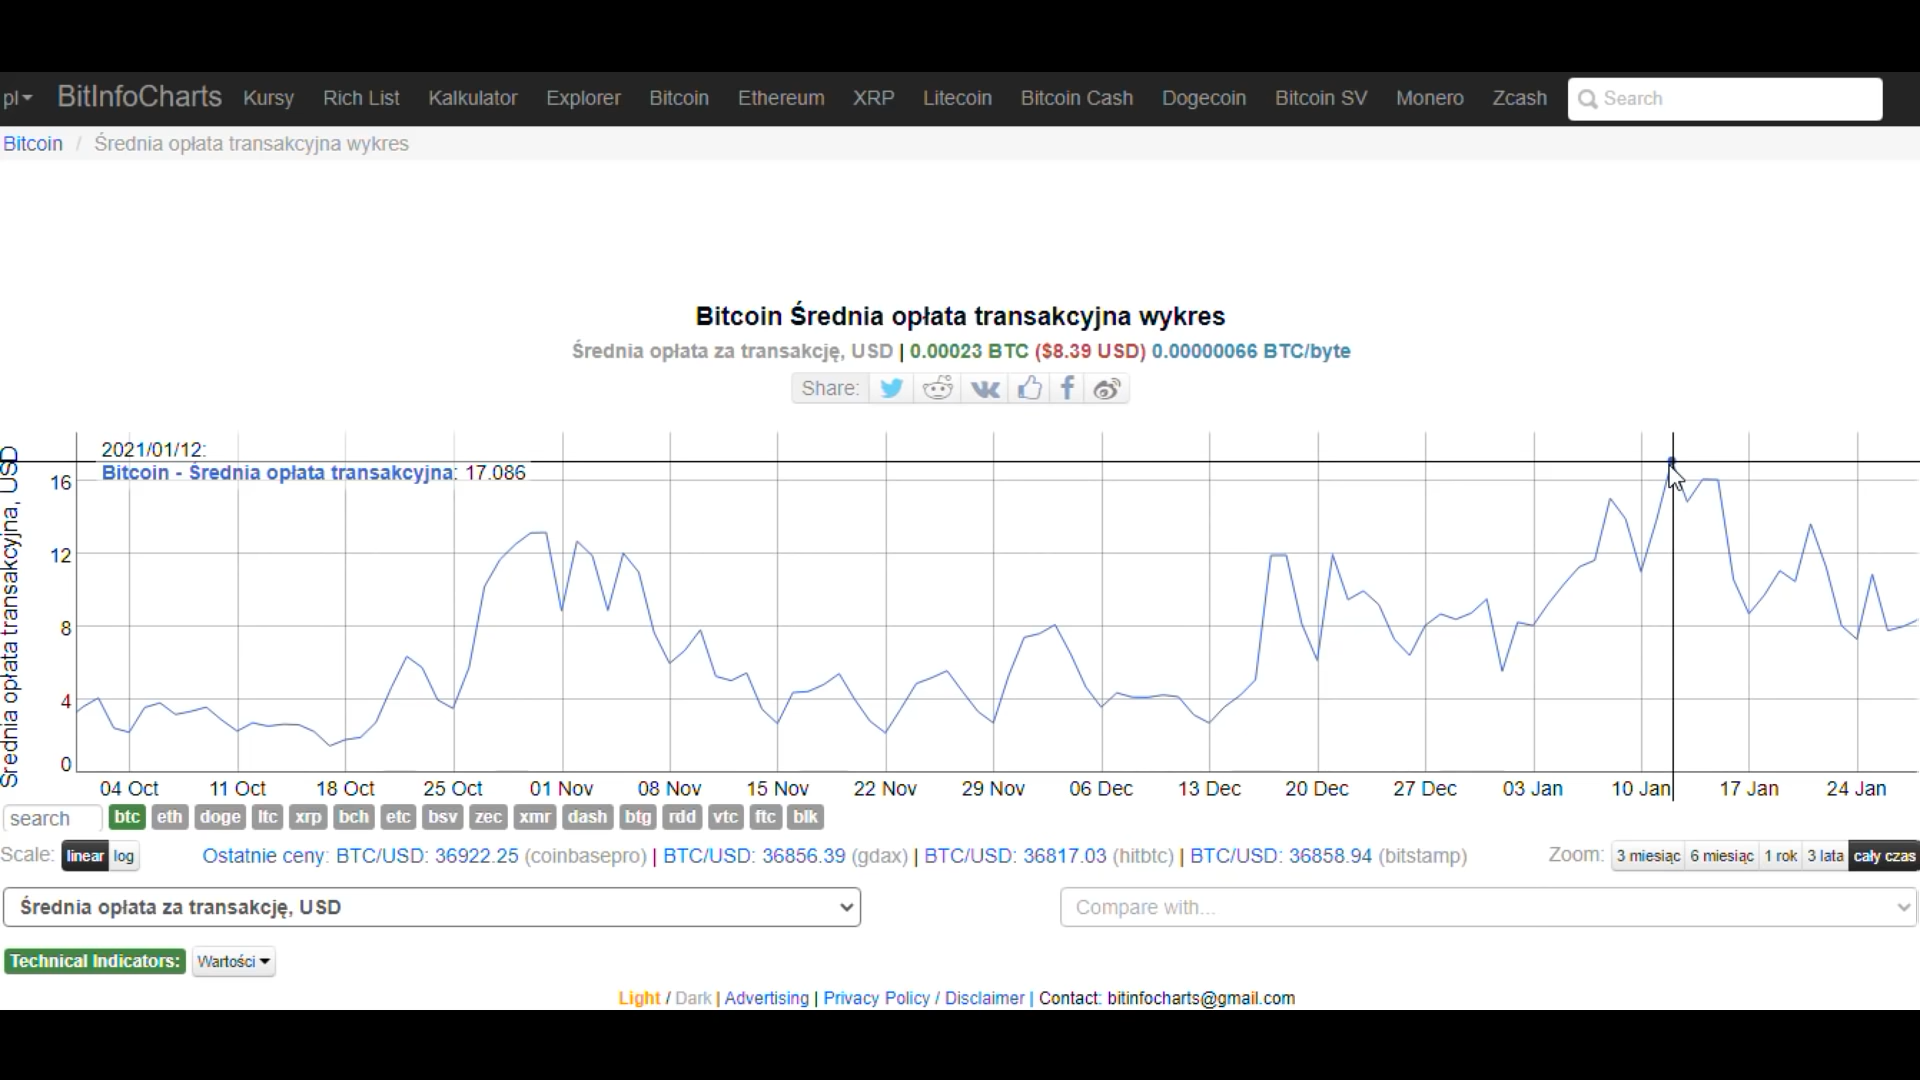 pl BitInfoCharts Kursy Rich List Kalkulator Explorer Bitcoin Ethereum XRP Litecoin Bitcoin Cash Dogecoin Bitcoin SV Monero Zcash Search
Bitcoin / Średnia opłata transakcyjna wykres
Bitcoin Średnia opłata transakcyjna wykres
Średnia opłata za transakcję, USD | 0.00023 BTC ($8.39 USD) 0.00000066 BTC/byte
Share:
2021/01/12:
Bitcoin - Średnia opłata transakcyjna: 17.086
Średnia opłata transakcyjna, USD
16
12
8
4
0
04 Oct 11 Oct 18 Oct 25 Oct 01 Nov 08 Nov 15 Nov 22 Nov 29 Nov 06 Dec 13 Dec 20 Dec 27 Dec 03 Jan 10 Jan 17 Jan 24 Jan
search btc eth doge ltc xrp bch etc bsv zec xmr dash btg rdd vtc ftc blk
Scale: linear log Ostatnie ceny: BTC/USD: 36922.25 (coinbasepro) | BTC/USD: 36856.39 (gdax) | BTC/USD: 36817.03 (hitbtc) | BTC/USD: 36858.94 (bitstamp) Zoom: 3 miesiąc 6 miesiąc 1 rok 3 lata cały czas
Średnia opłata za transakcję, USD Compare with...
Technical Indicators: Wartości
Light / Dark | Advertising | Privacy Policy / Disclaimer | Contact: bitinfocharts@gmail.com